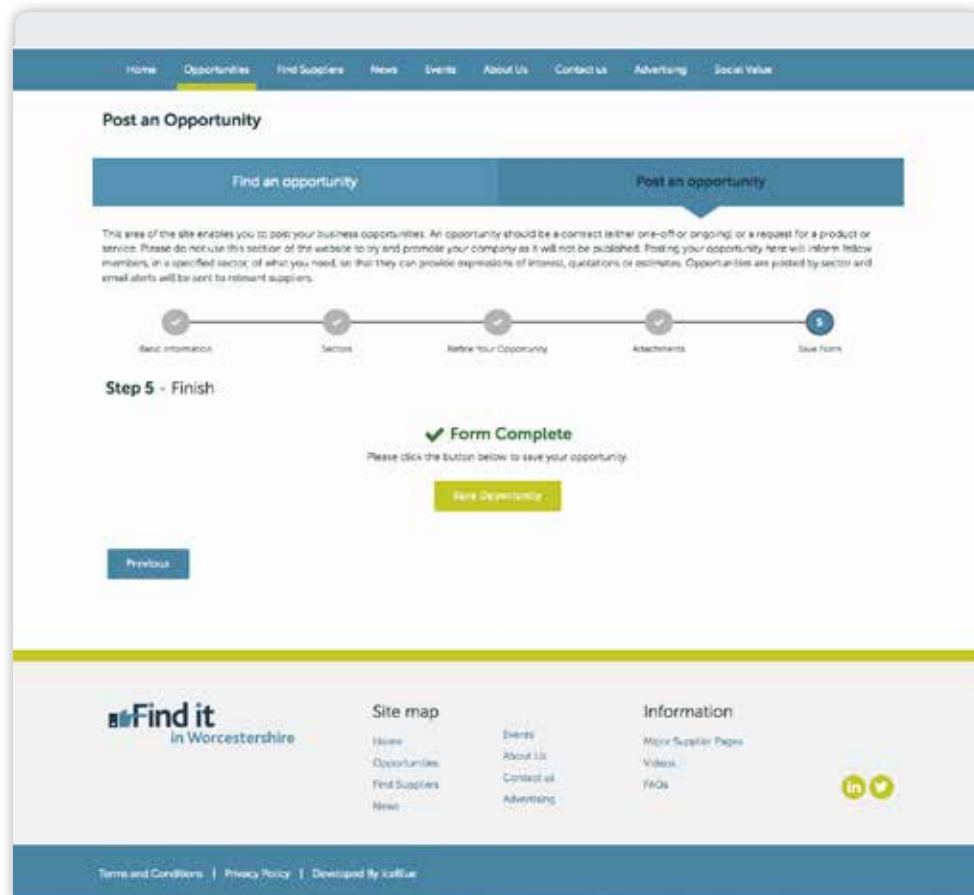 Home Opportunities Find Suppliers News Events About Us Contact us Advertising Social Value
Post an Opportunity
Find an opportunity Post an opportunity
This area of the site enables you to post your business opportunities. An opportunity should be a contract (either one-off or ongoing) or a request for a product or
service. Please do not use this section of the website to try and promote your company as it will not be published. Posting your opportunity here will inform fellow
members, in a specified sector, of what you need, so that they can provide expressions of interest, quotations or estimates. Opportunities are posted by sector and
email alerts will be sent to relevant suppliers.
5
Basic Information Sectors Refine Your Opportunity Attachments Save Form
Step 5 - Finish
Form Complete
Please click the button below to save your opportunity.
Save Opportunity
Previous
Find it
in Worcestershire
Site map
Home
Opportunities
Find Suppliers
News
Events
About Us
Contact us
Advertising
Information
Major Supplier Pages
Videos
FAQs
in
Terms and Conditions | Privacy Policy | Developed By IceBlue